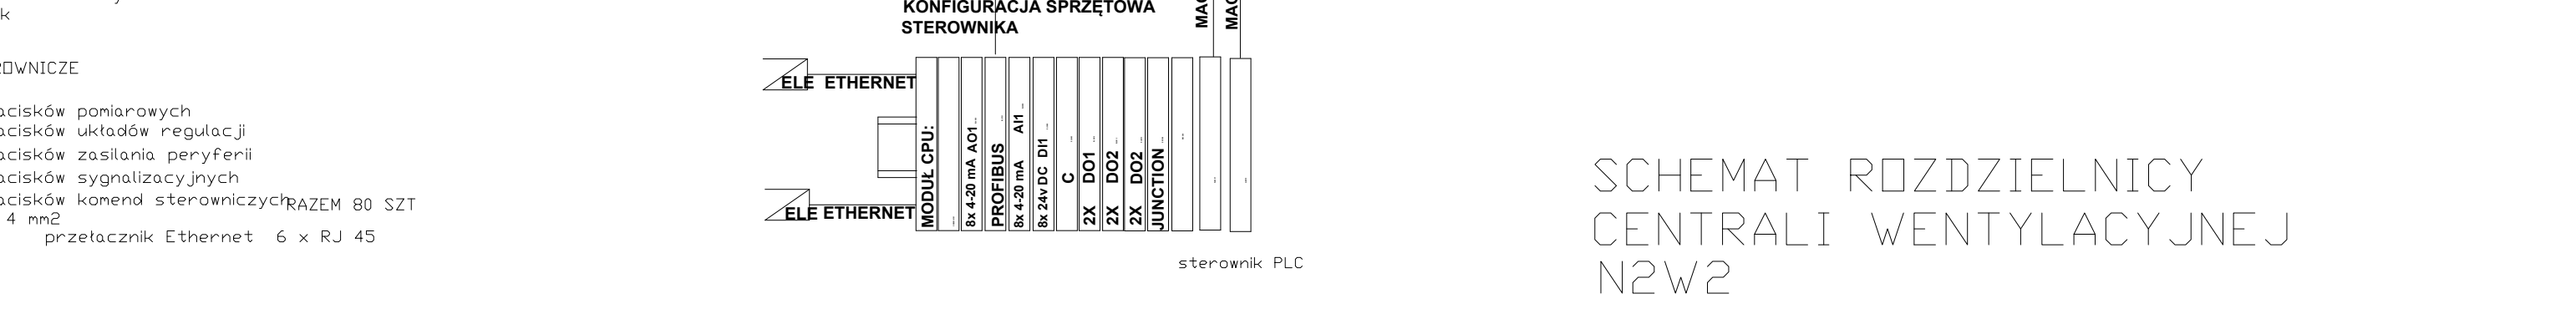 k
ROWNICZE
acisków pomiarowych
acisków układów regulacji
acisków zasilania peryferii
acisków sygnalizacyjnych
acisków komend sterowniczych
RAZEM 80 SZT
4 mm2
przełacznik Ethernet 6 x RJ 45
KONFIGURACJA SPRZĘTOWA
STEROWNIKA
MAC
MAC
ELE ETHERNET
ELE ETHERNET
MODUŁ CPU:
8x 4-20 mA AO1
PROFIBUS
8x 4-20 mA AI1
8x 24v DC DI1
C
2X DO1
2X DO2
2X DO2
JUNCTION
sterownik PLC
SCHEMAT ROZDZIELNICY
CENTRALI WENTYLACYJNEJ
N2W2